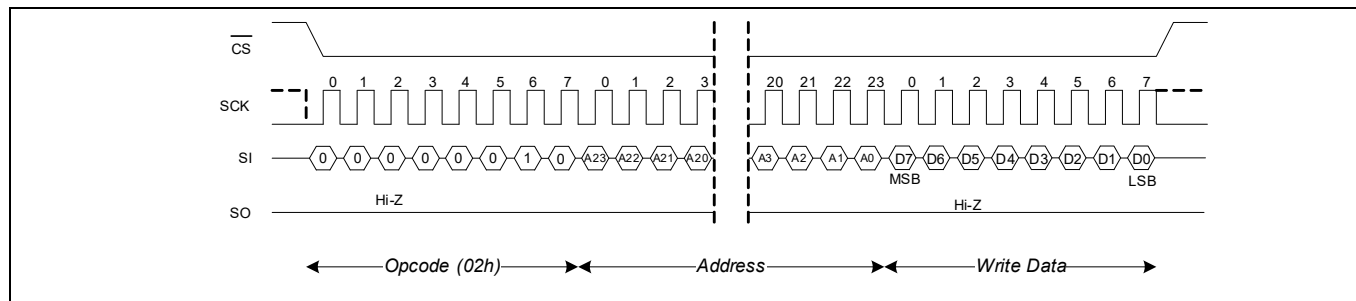 CS
0 1 2 3 4 5 6 7 0 1 2 3 20 21 22 23 0 1 2 3 4 5 6 7
SCK
SI 0 0 0 0 0 0 1 0 A23 A22 A21 A20 A3 A2 A1 A0 D7 D6 D5 D4 D3 D2 D1 D0
MSB LSB
Hi-Z Hi-Z
SO
Opcode (02h) Address Write Data